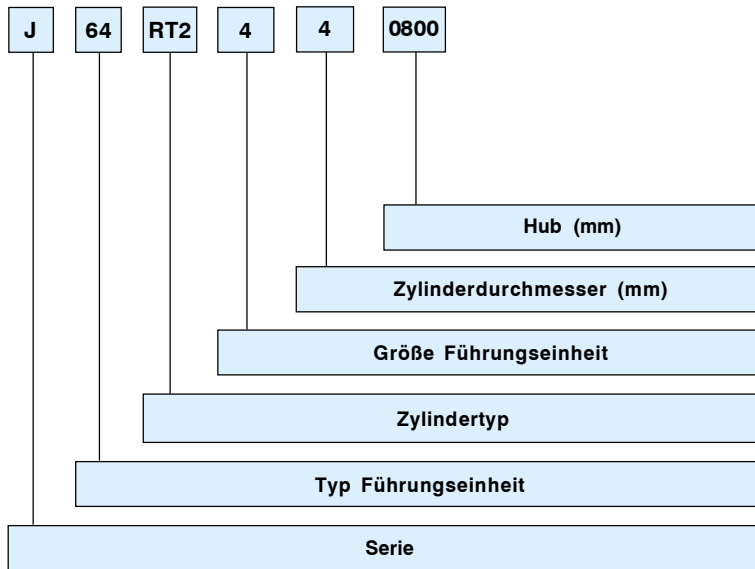 J 64 RT2 4 4 0800
Hub (mm)
Zylinderdurchmesser (mm)
Größe Führungseinheit
Zylindertyp
Typ Führungseinheit
Serie